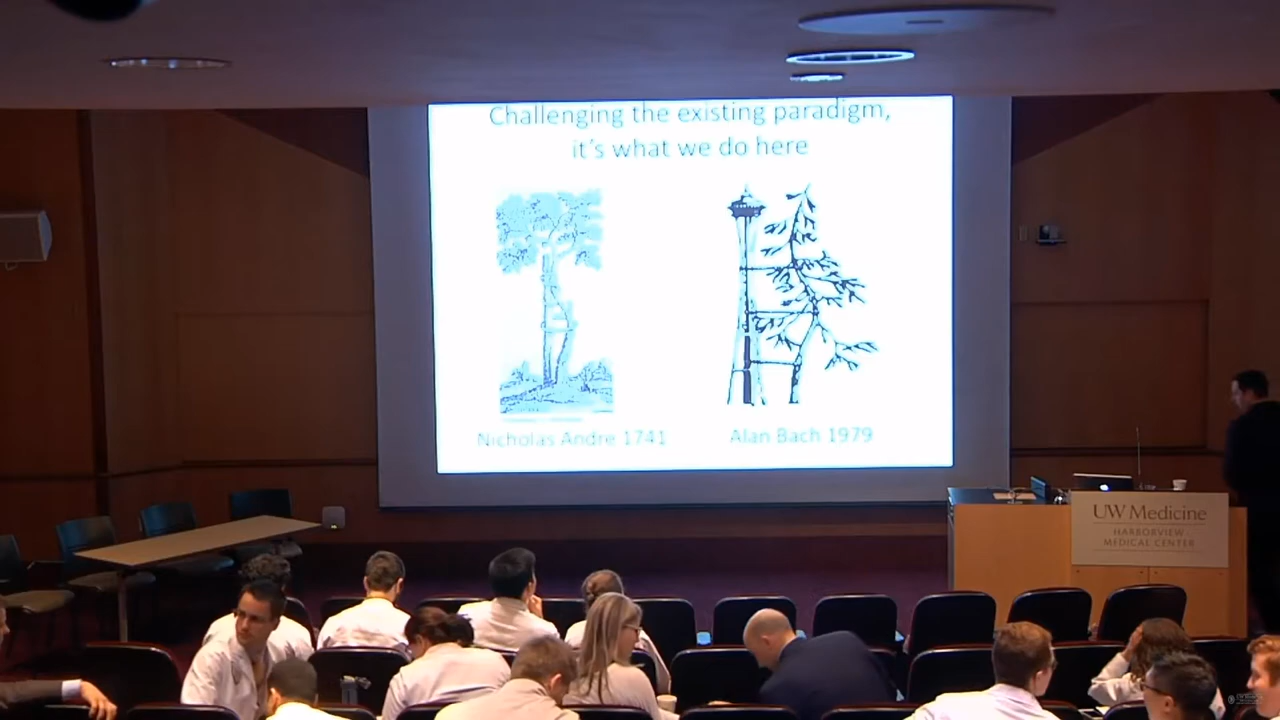 Challenging the existing paradigm,
it's what we do here
Nicholas Andre 1741
Alan Bach 1979
UW Medicine
HARBORVIEW
MEDICAL CENTER